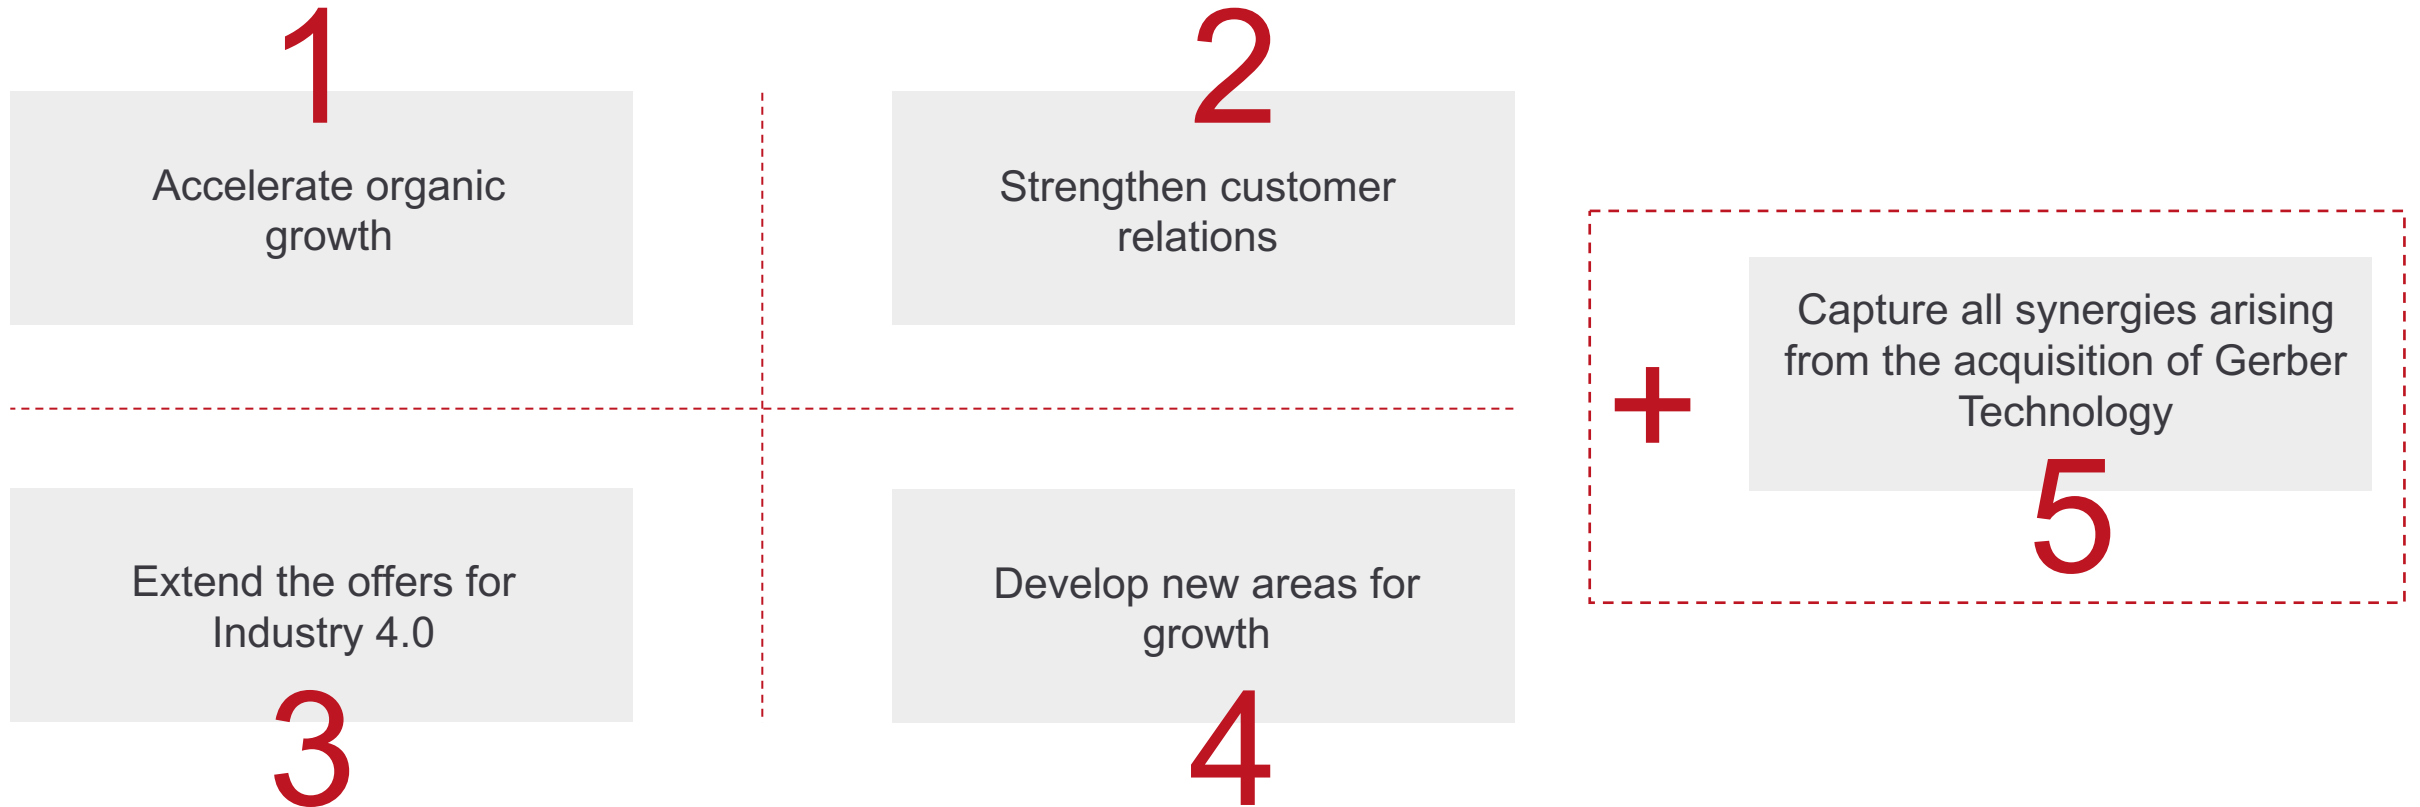 1
Accelerate organic
growth
2
Strengthen customer
relations
Extend the offers for
Industry 4.0
3
Develop new areas for
growth
4
+
Capture all synergies arising
from the acquisition of Gerber
Technology
5